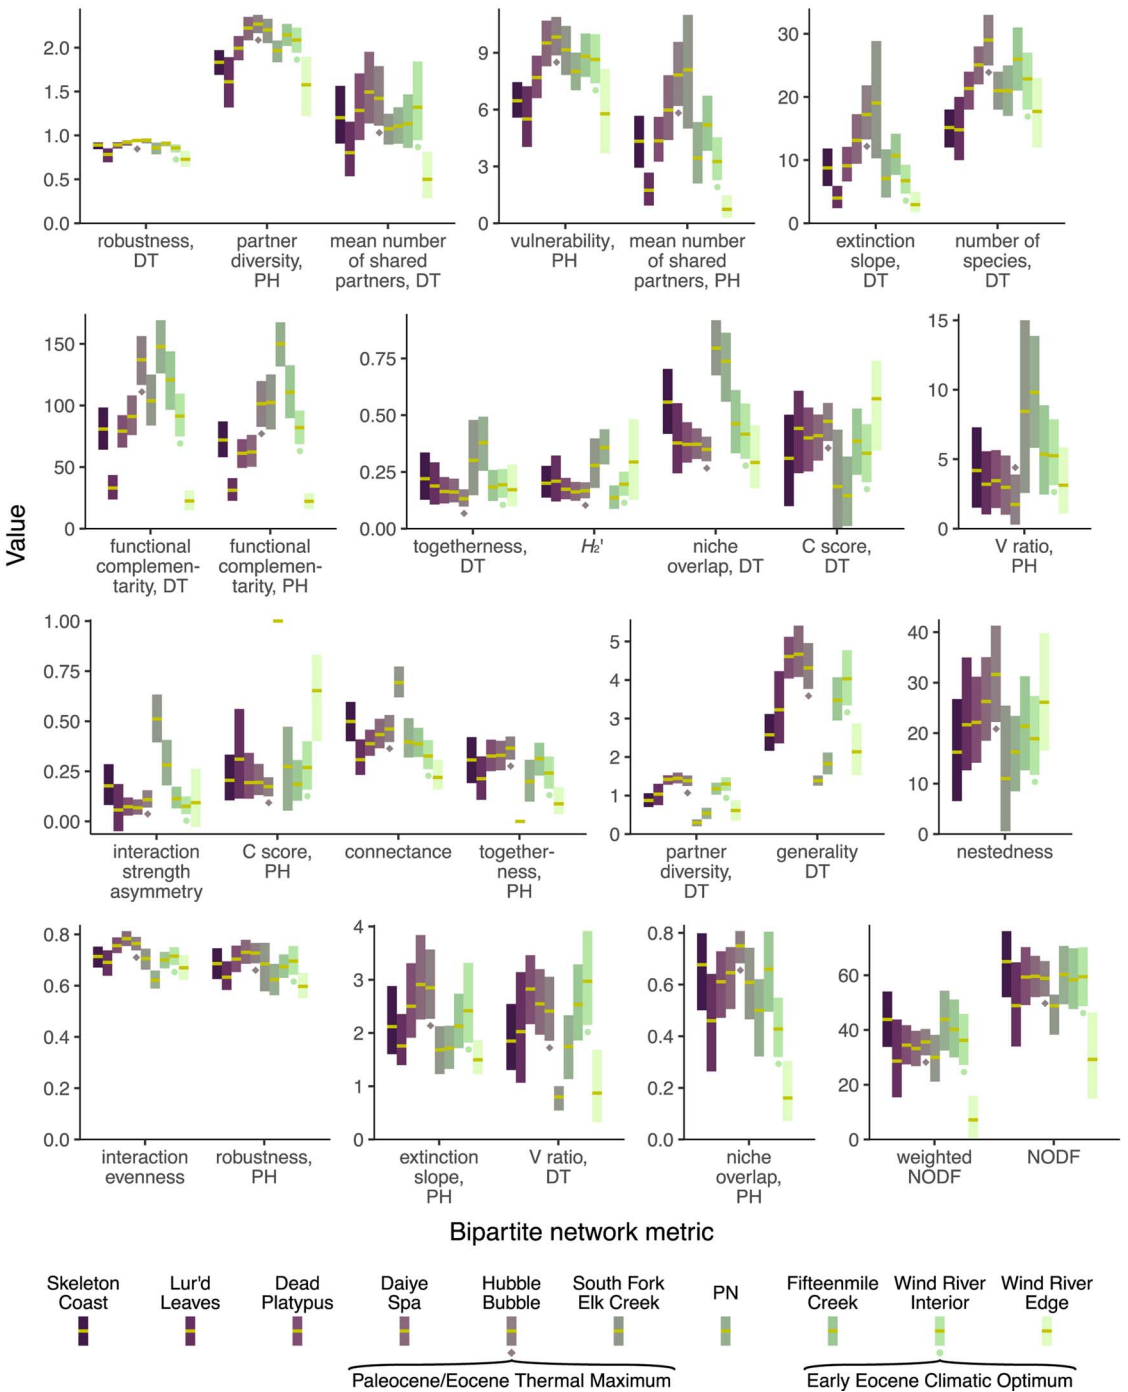 2.0
1.5
1.0
0.5
0.0
robustness,
DT
partner
diversity,
PH
mean number
of shared
partners, DT
9
6
3
0
vulnerability,
PH
mean number
of shared
partners, PH
30
20
10
0
extinction
slope,
DT
number of
species,
DT
Value
150
100
50
0
functional
complemen-
tarity, DT
functional
complemen-
tarity, PH
0.75
0.50
0.25
0.00
togetherness,
DT
H₂'
niche
overlap, DT
C score,
DT
15
10
5
0
V ratio,
PH
1.00
0.75
0.50
0.25
0.00
interaction
strength
asymmetry
C score,
PH
connectance
together-
ness,
PH
5
4
3
2
1
0
partner
diversity,
DT
generality
DT
40
30
20
10
0
nestedness
0.8
0.6
0.4
0.2
0.0
interaction
evenness
robustness,
PH
4
3
2
1
0
extinction
slope,
PH
V ratio,
DT
0.8
0.6
0.4
0.2
0.0
niche
overlap,
PH
60
40
20
0
weighted
NODF
NODF
Bipartite network metric
Skeleton
Coast
Lur'd
Leaves
Dead
Platypus
Daiye
Spa
Hubble
Bubble
South Fork
Elk Creek
PN
Fifteenmile
Creek
Wind River
Interior
Wind River
Edge
Paleocene/Eocene Thermal Maximum
Early Eocene Climatic Optimum